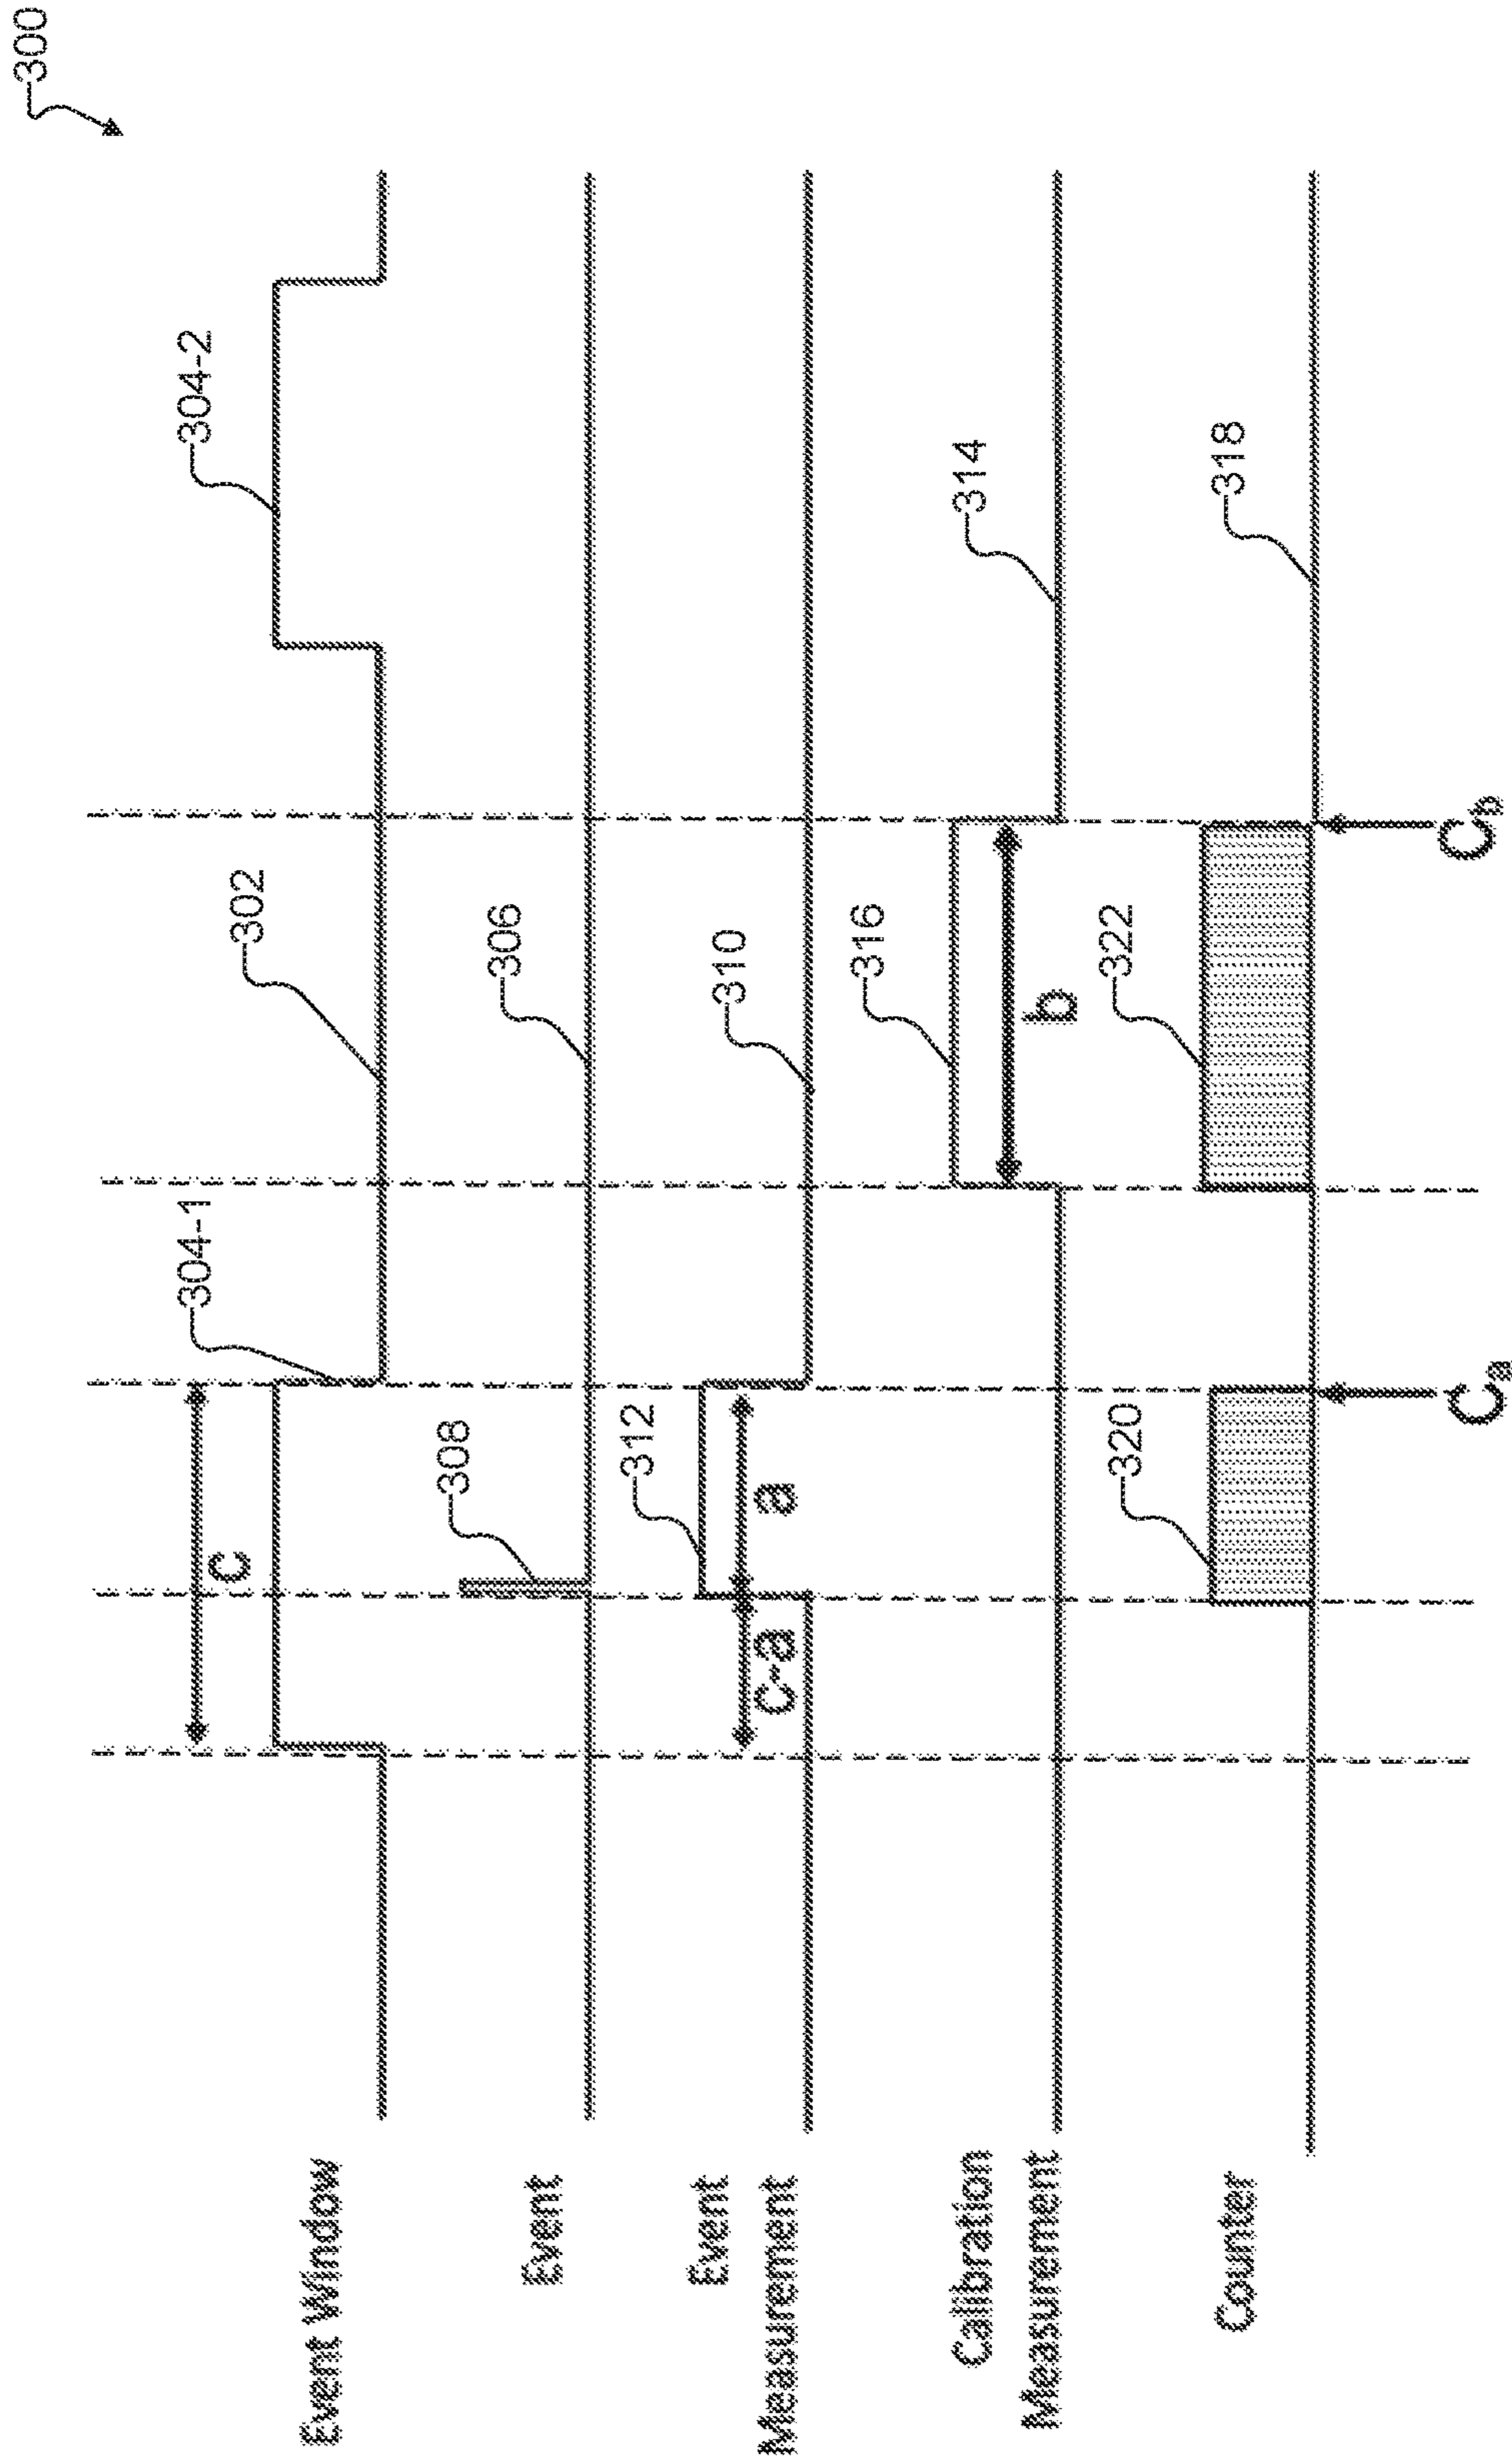 300
304-1
304-2
302
c
Event Window
308
306
Event
312
310
c-a
a
Event
Measurement
316
314
b
Calibration
Measurement
320
322
318
Counter
Ca
Cb